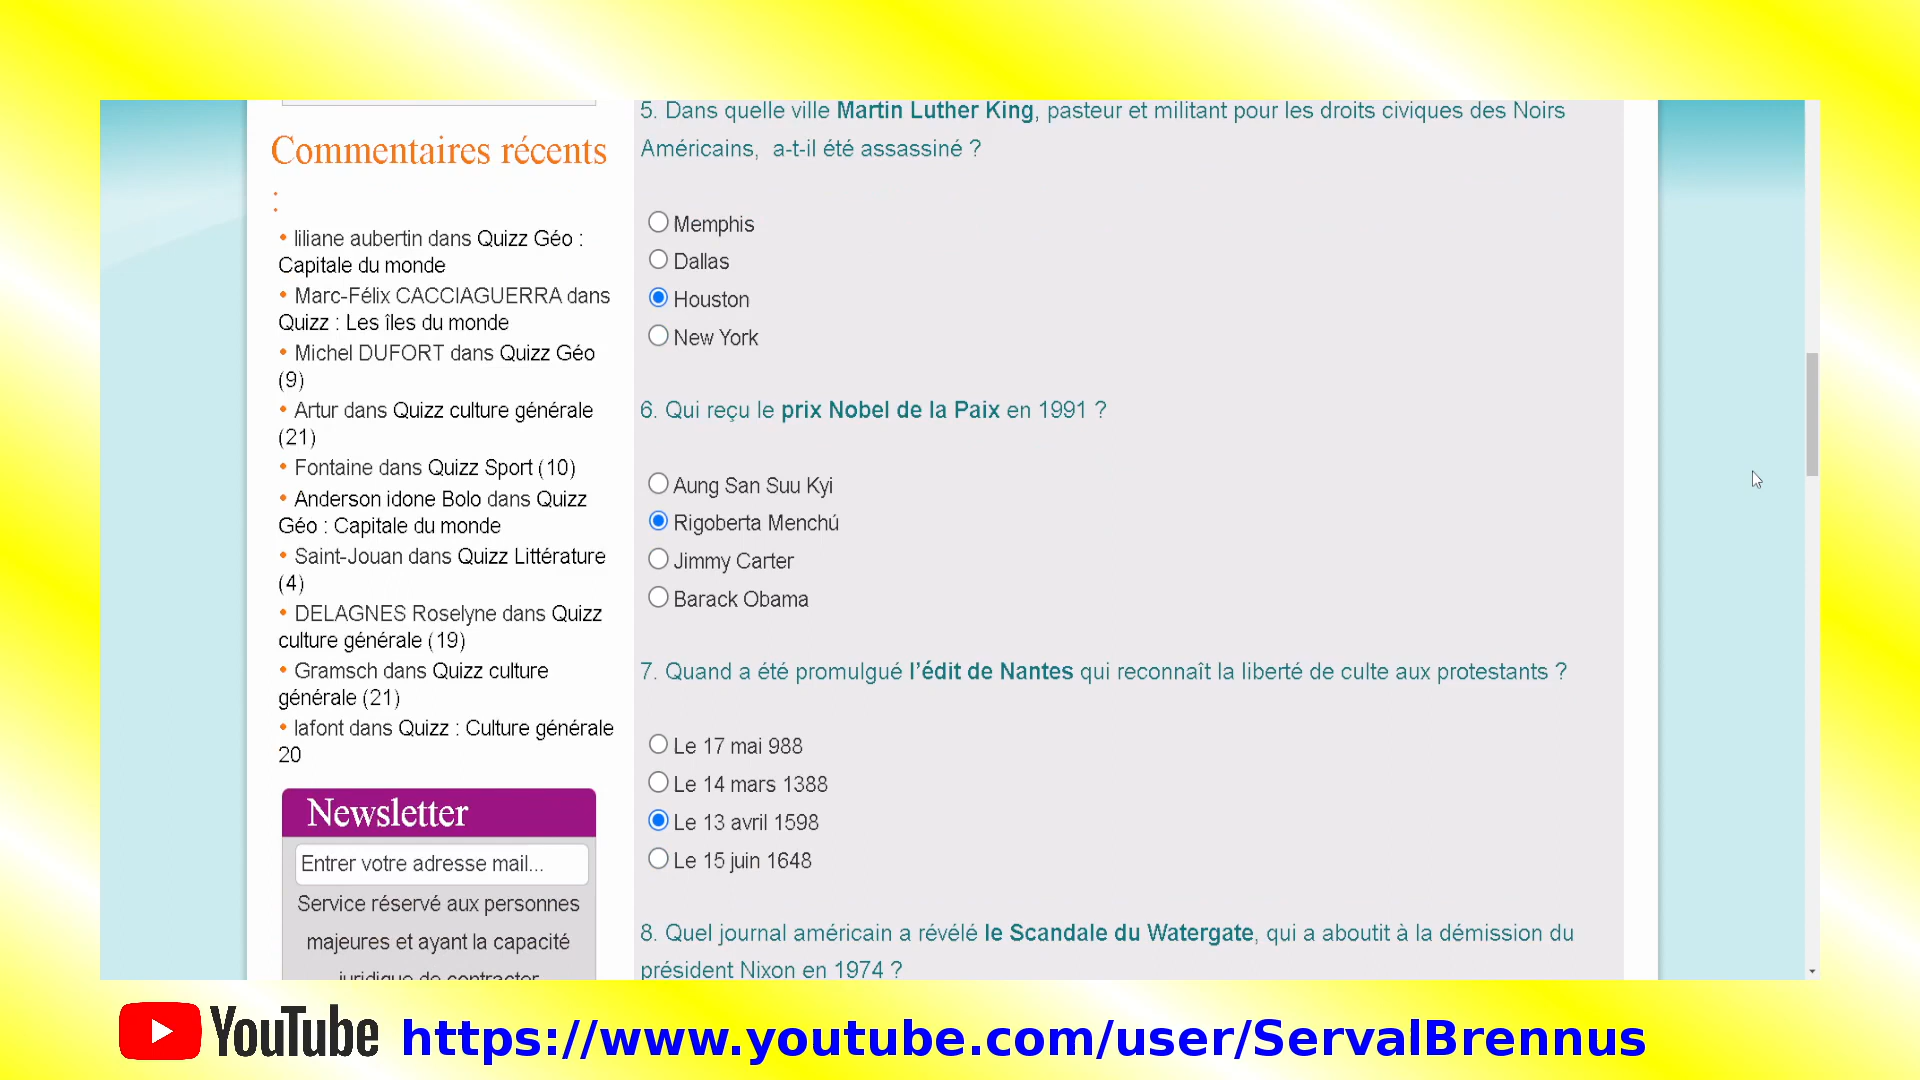 Commentaires récents
:
• liliane aubertin dans Quizz Géo :
Capitale du monde
• Marc-Félix CACCIAGUERRA dans
Quizz : Les îles du monde
• Michel DUFORT dans Quizz Géo
(9)
• Artur dans Quizz culture générale
(21)
• Fontaine dans Quizz Sport (10)
• Anderson idone Bolo dans Quizz
Géo : Capitale du monde
• Saint-Jouan dans Quizz Littérature
(4)
• DELAGNES Roselyne dans Quizz
culture générale (19)
• Gramsch dans Quizz culture
générale (21)
• lafont dans Quizz : Culture générale
20
Newsletter
Entrer votre adresse mail...
Service réservé aux personnes
majeures et ayant la capacité
juridique de contracter
5. Dans quelle ville Martin Luther King, pasteur et militant pour les droits civiques des Noirs
Américains, a-t-il été assassiné ?
Memphis
Dallas
Houston
New York
6. Qui reçu le prix Nobel de la Paix en 1991 ?
Aung San Suu Kyi
Rigoberta Menchú
Jimmy Carter
Barack Obama
7. Quand a été promulgué l'édit de Nantes qui reconnaît la liberté de culte aux protestants ?
Le 17 mai 988
Le 14 mars 1388
Le 13 avril 1598
Le 15 juin 1648
8. Quel journal américain a révélé le Scandale du Watergate, qui a aboutit à la démission du
président Nixon en 1974 ?
YouTube https://www.youtube.com/user/ServalBrennus